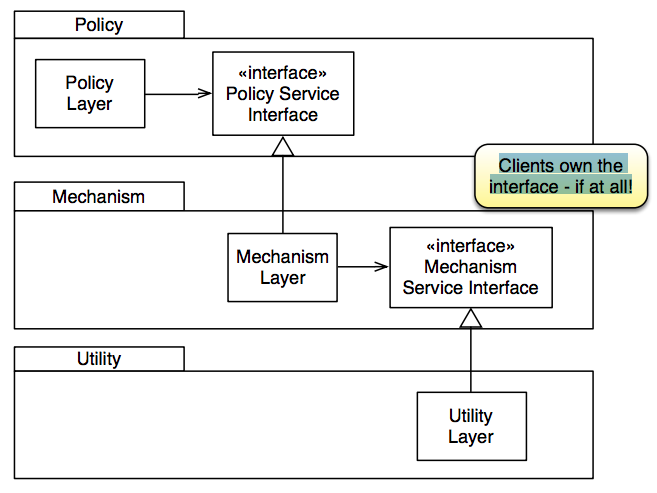 Policy
Policy
Layer
«interface»
Policy Service
Interface
Clients own the
interface - if at all!
Mechanism
Mechanism
Layer
«interface»
Mechanism
Service Interface
Utility
Utility
Layer